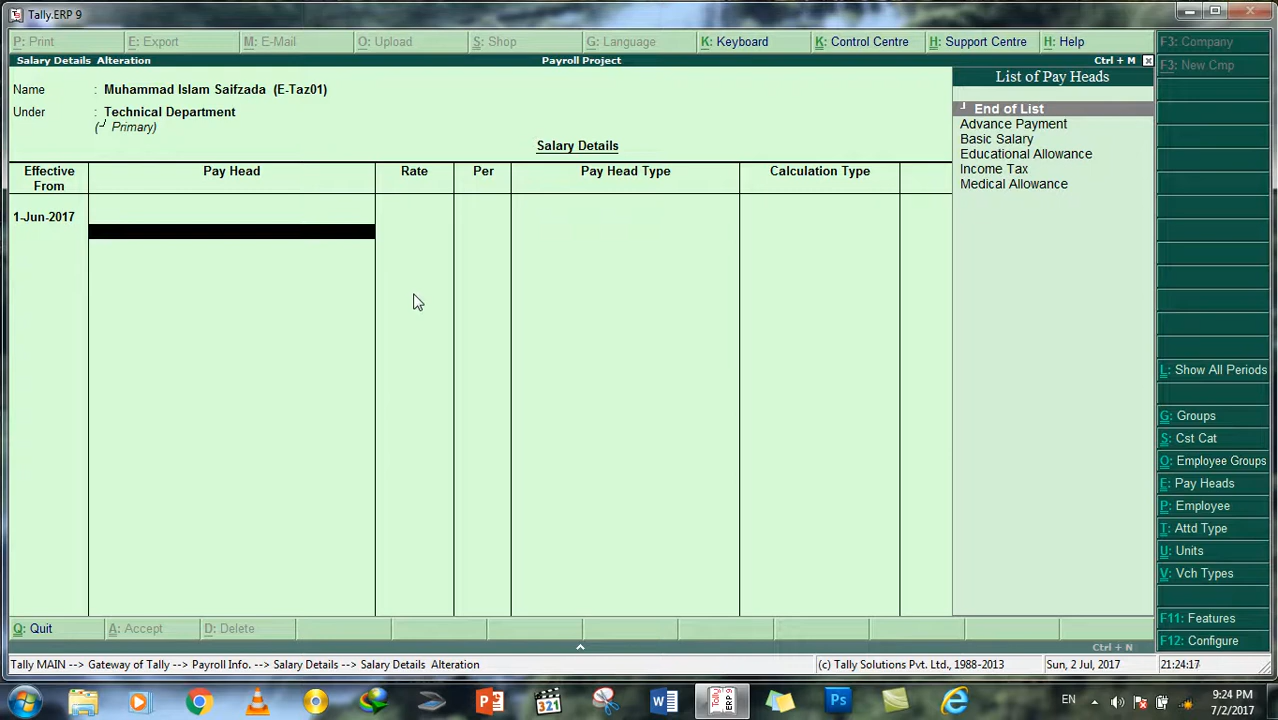 Tally.ERP 9
P: Print
E: Export
M: E-Mail
O: Upload
S: Shop
G: Language
K: Keyboard
K: Control Centre
H: Support Centre
H: Help
F3: Company
Salary Details Alteration
Payroll Project
Ctrl + M
F3: New Cmp
Name : Muhammad Islam Saifzada (E-Taz01)
Under : Technical Department
( Primary)
Salary Details
Effective From
Pay Head
Rate
Per
Pay Head Type
Calculation Type
1-Jun-2017
List of Pay Heads
End of List
Advance Payment
Basic Salary
Educational Allowance
Income Tax
Medical Allowance
L: Show All Periods
G: Groups
S: Cst Cat
O: Employee Groups
E: Pay Heads
P: Employee
T: Attd Type
U: Units
V: Vch Types
F11: Features
F12: Configure
Q: Quit
A: Accept
D: Delete
Ctrl + N
Tally MAIN --> Gateway of Tally --> Payroll Info. --> Salary Details --> Salary Details Alteration
(c) Tally Solutions Pvt. Ltd., 1988-2013
Sun, 2 Jul, 2017
21:24:17
321
ERP 9
Ps
EN
9:24 PM
7/2/2017